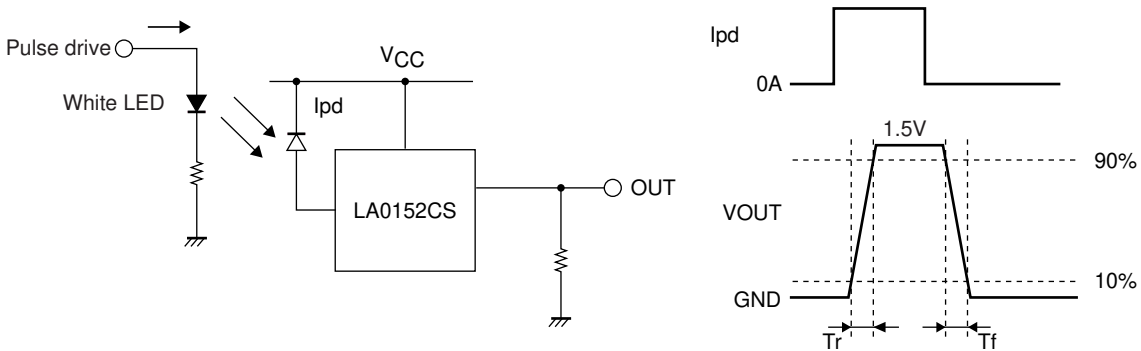 Pulse drive
White LED
VCC
Ipd
LA0152CS
OUT
Ipd
0A
1.5V
90%
VOUT
10%
GND
Tr
Tf